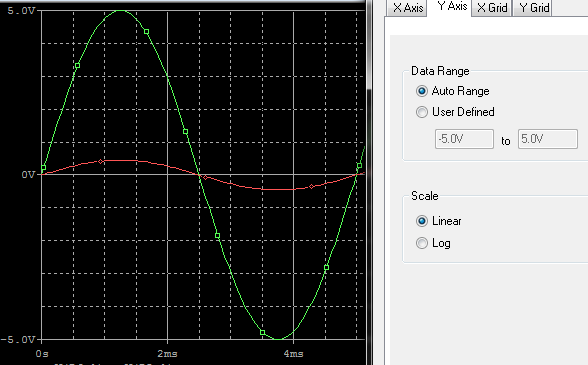 X Axis Y Axis X Grid Y Grid
5.0V
0V
-5.0V
0s 2ms 4ms
Data Range
Auto Range
User Defined
-5.0V to 5.0V
Scale
Linear
Log